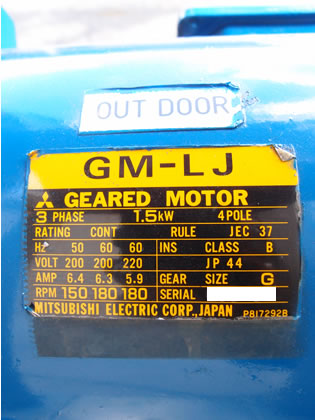 OUT DOOR
GM-LJ
GEARED MOTOR
3 PHASE 1.5kW 4 POLE
RATING CONT RULE JEC 37
Hz 50 60 60 INS CLASS B
VOLT 200 200 220 JP 44
AMP 6.4 6.3 5.9 GEAR SIZE G
RPM 150 180 180 SERIAL
MITSUBISHI ELECTRIC CORP., JAPAN P817292B